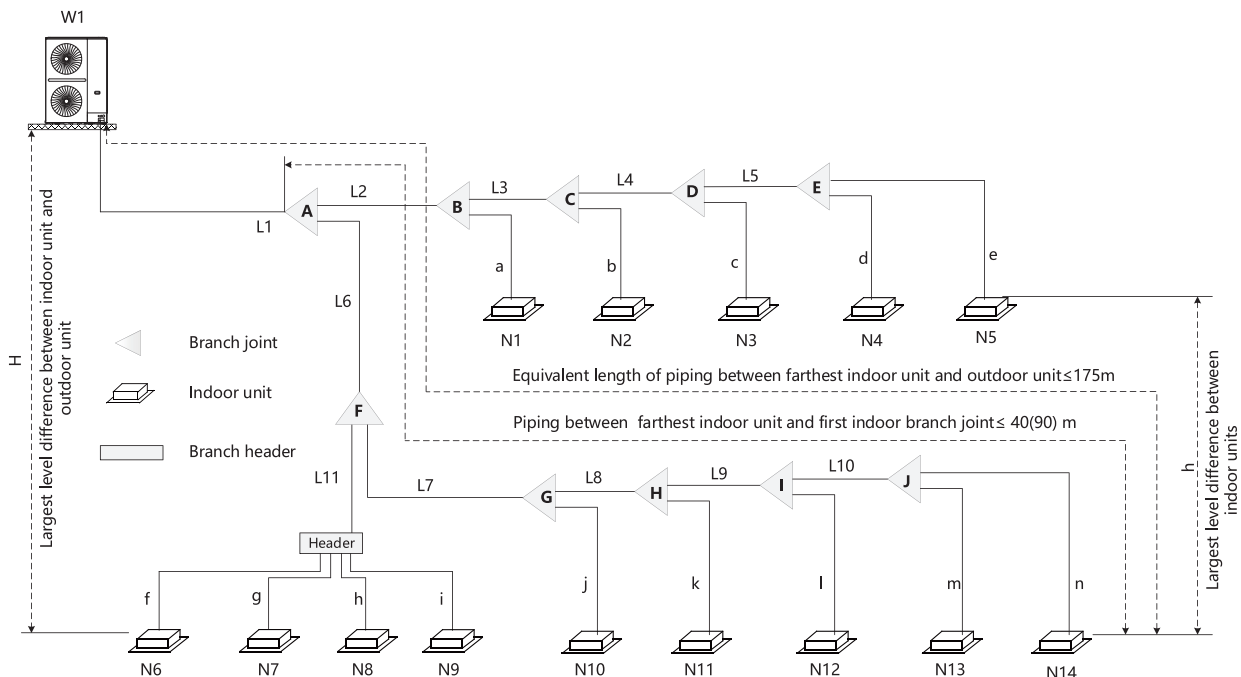 W1
L1
A
L2
B
L3
C
L4
D
L5
E
a
b
c
d
e
N1
N2
N3
N4
N5
L6
H
Largest level difference between indoor unit and
outdoor unit
Branch joint
Indoor unit
Branch header
Equivalent length of piping between farthest indoor unit and outdoor unit≤175m
Piping between farthest indoor unit and first indoor branch joint≤ 40(90) m
h
Largest level difference between
indoor units
F
L11
L7
G
L8
H
L9
I
L10
J
Header
f
g
h
i
j
k
l
m
n
N6
N7
N8
N9
N10
N11
N12
N13
N14